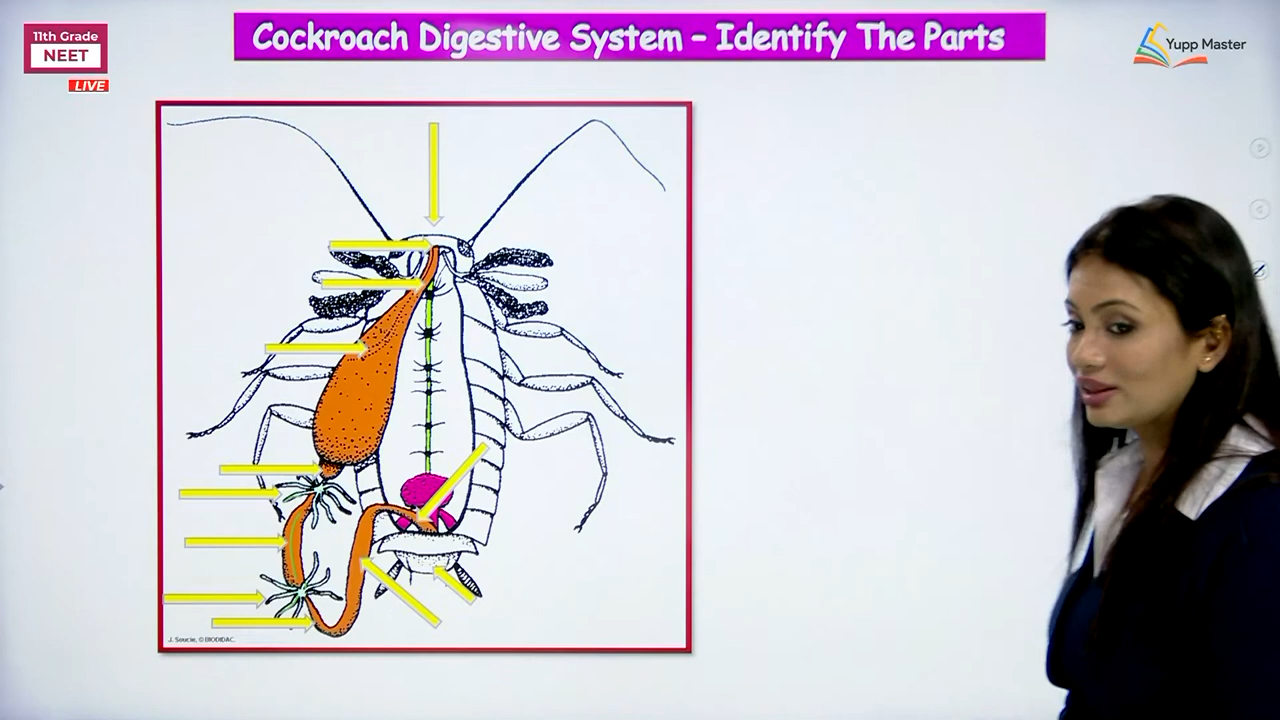 11th Grade
NEET
LIVE
Cockroach Digestive System – Identify The Parts
Yupp Master
J. Soucie, © BIODIDAC.